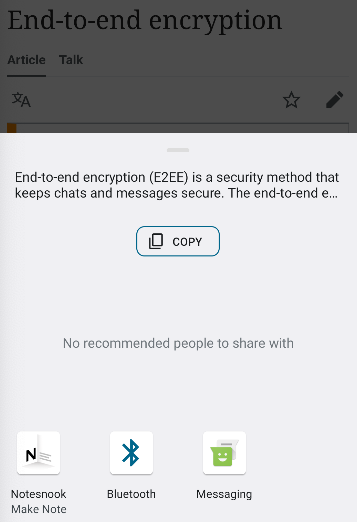 End-to-end encryption
Article Talk
End-to-end encryption (E2EE) is a security method that
keeps chats and messages secure. The end-to-end e...
COPY
No recommended people to share with
N
Notesnook Bluetooth Messaging
Make Note